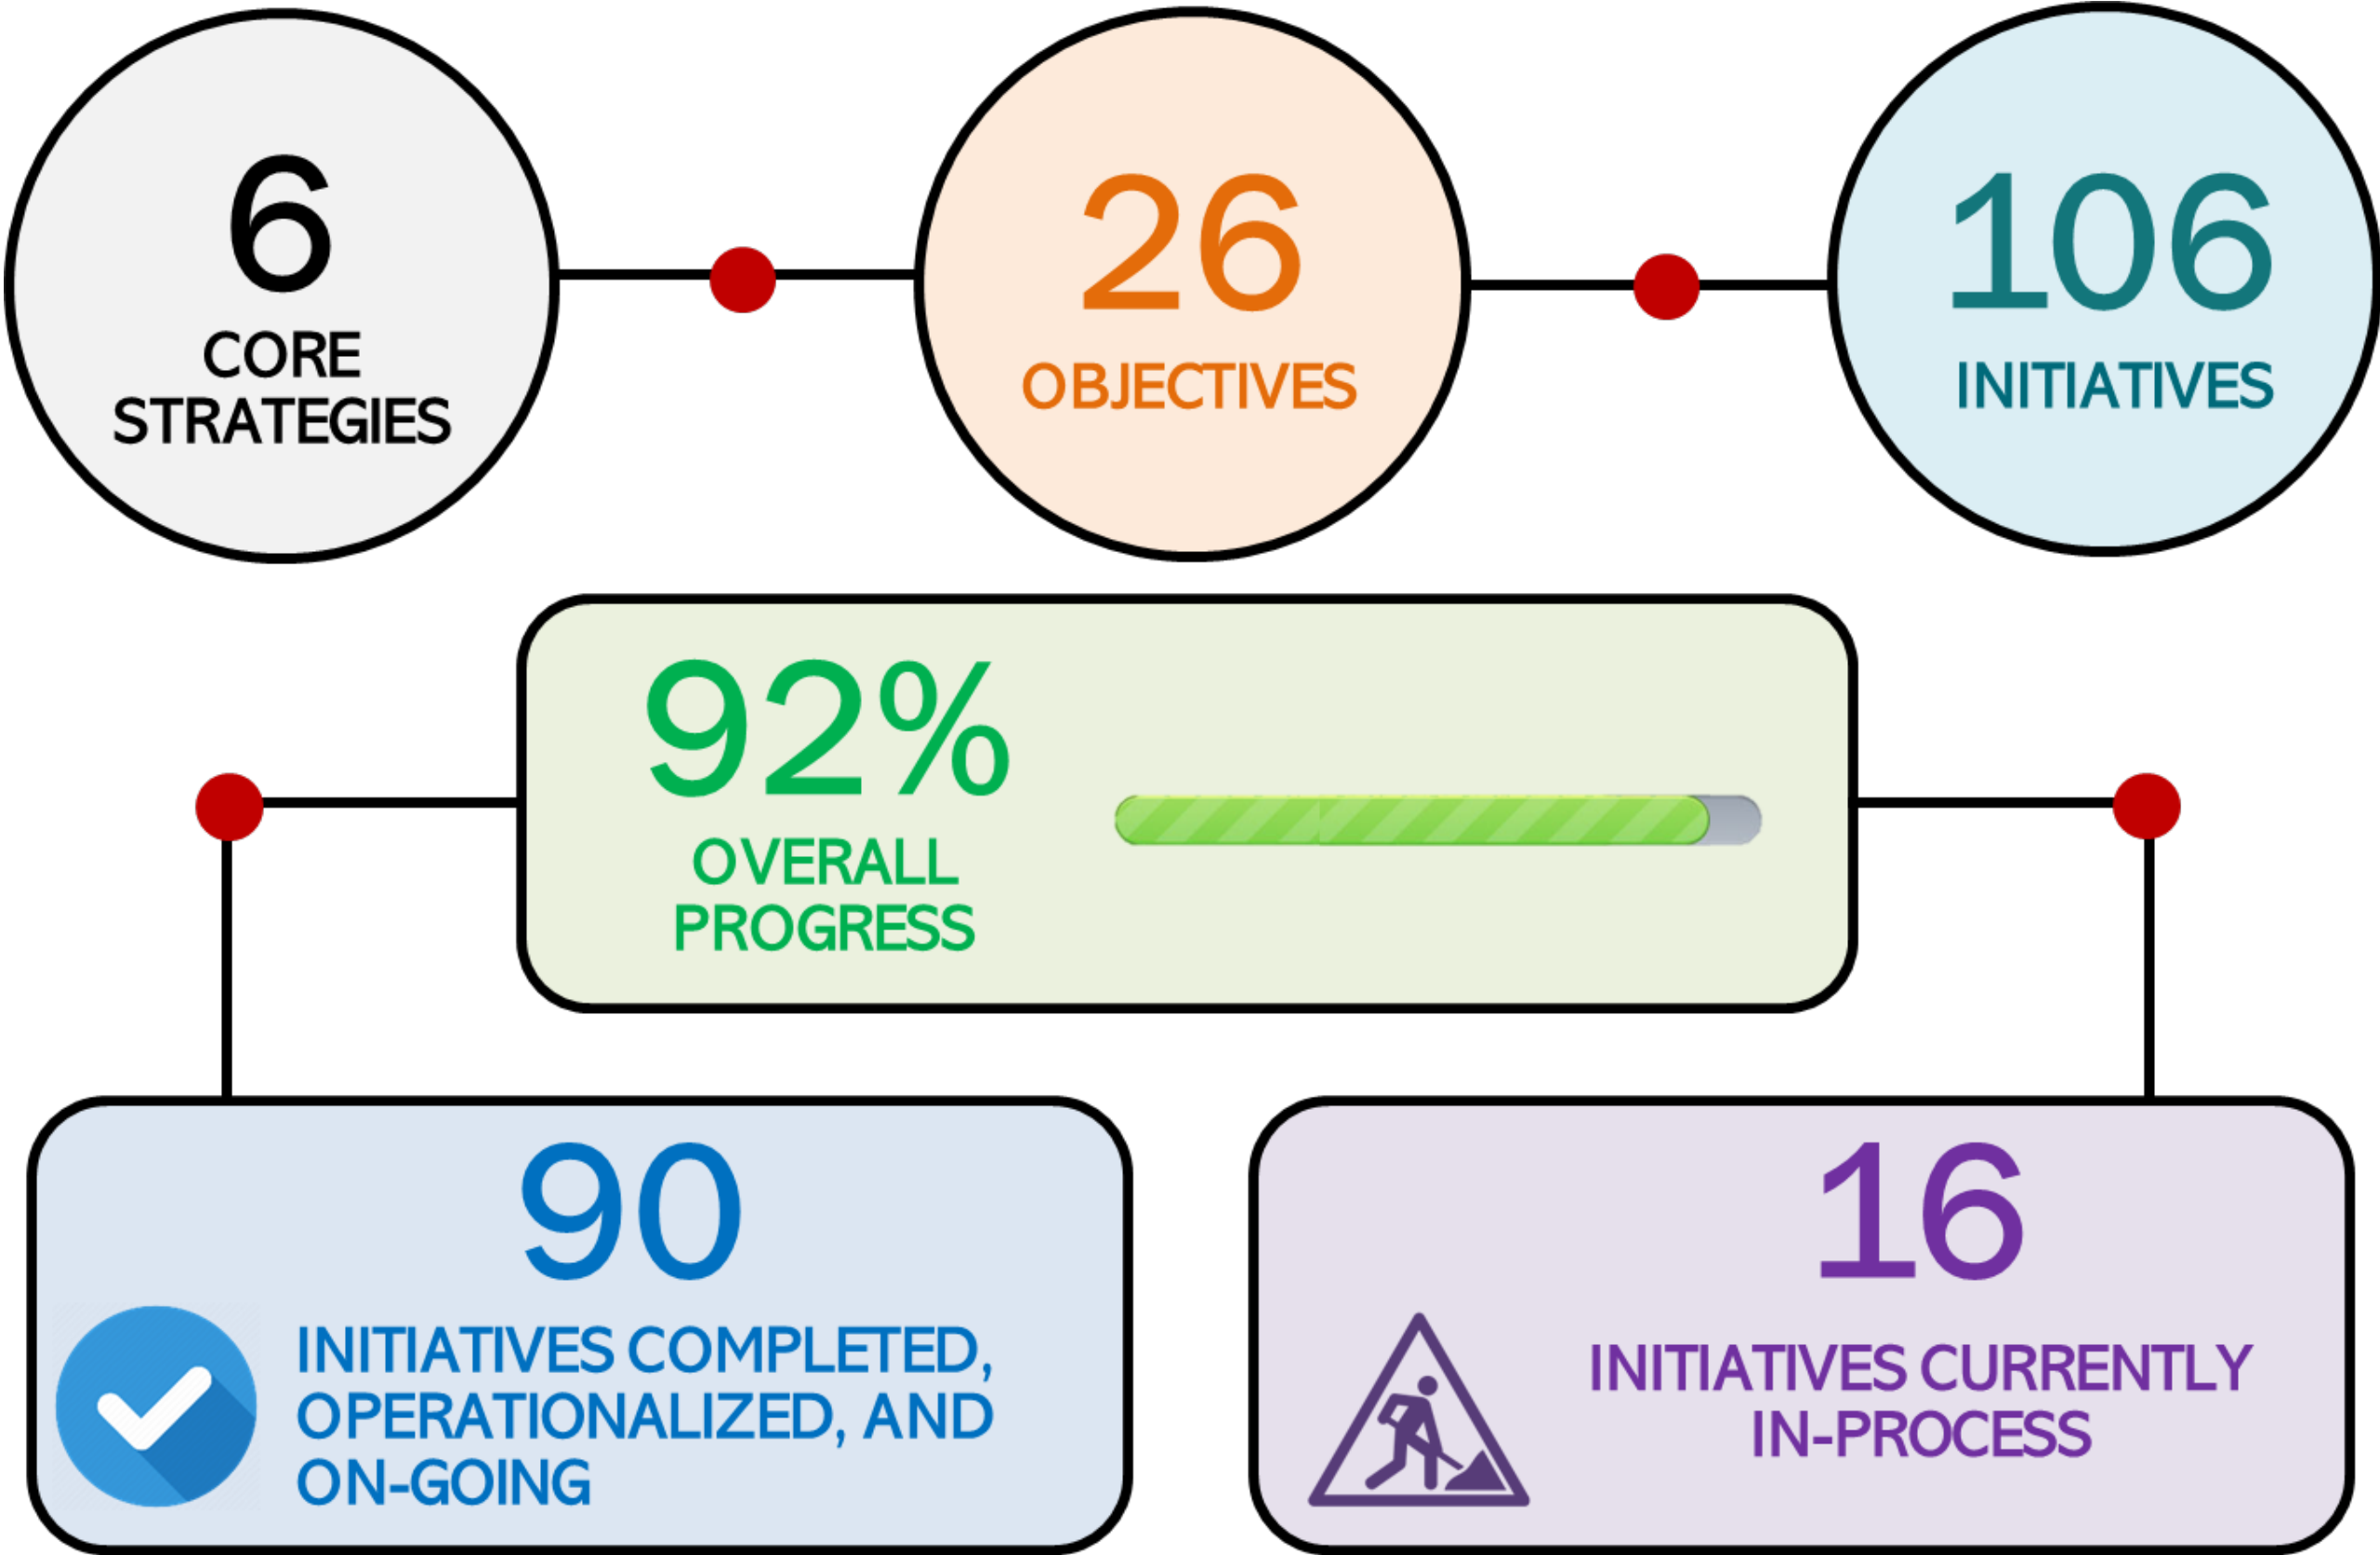 6
CORE
STRATEGIES
26
OBJECTIVES
106
INITIATIVES
92%
OVERALL
PROGRESS
90
INITIATIVES COMPLETED,
OPERATIONALIZED, AND
ON-GOING
16
INITIATIVES CURRENTLY
IN-PROCESS